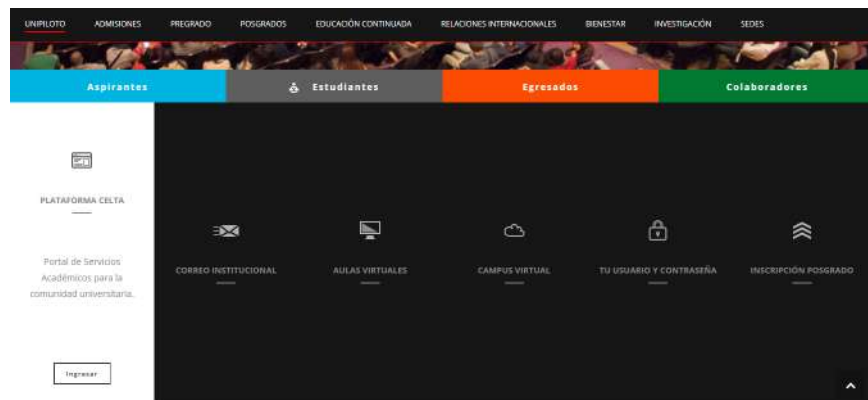 UNIPILOTO ADMISIONES PREGRADO POSGRADOS EDUCACIÓN CONTINUADA RELACIONES INTERNACIONALES BIENESTAR INVESTIGACIÓN SEDES
Aspirantes Estudiantes Egresados Colaboradores
PLATAFORMA CELTA
Portal de Servicios
Académicos para la
comunidad universitaria.
Ingresar
CORREO INSTITUCIONAL AULAS VIRTUALES CAMPUS VIRTUAL TU USUARIO Y CONTRASEÑA INSCRIPCIÓN POSGRADO